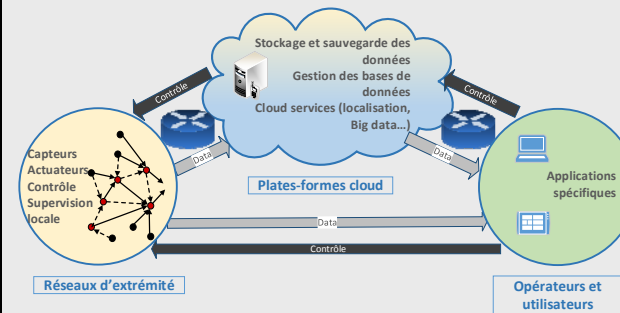 Stockage et sauvegarde des
données
Gestion des bases de
données
Cloud services (localisation,
Big data…)
Contrôle
Contrôle
Capteurs
Actuateurs
Contrôle
Supervision
locale
Data
Data
Plates-formes cloud
Applications
spécifiques
Data
Contrôle
Réseaux d'extrémité
Opérateurs et
utilisateurs